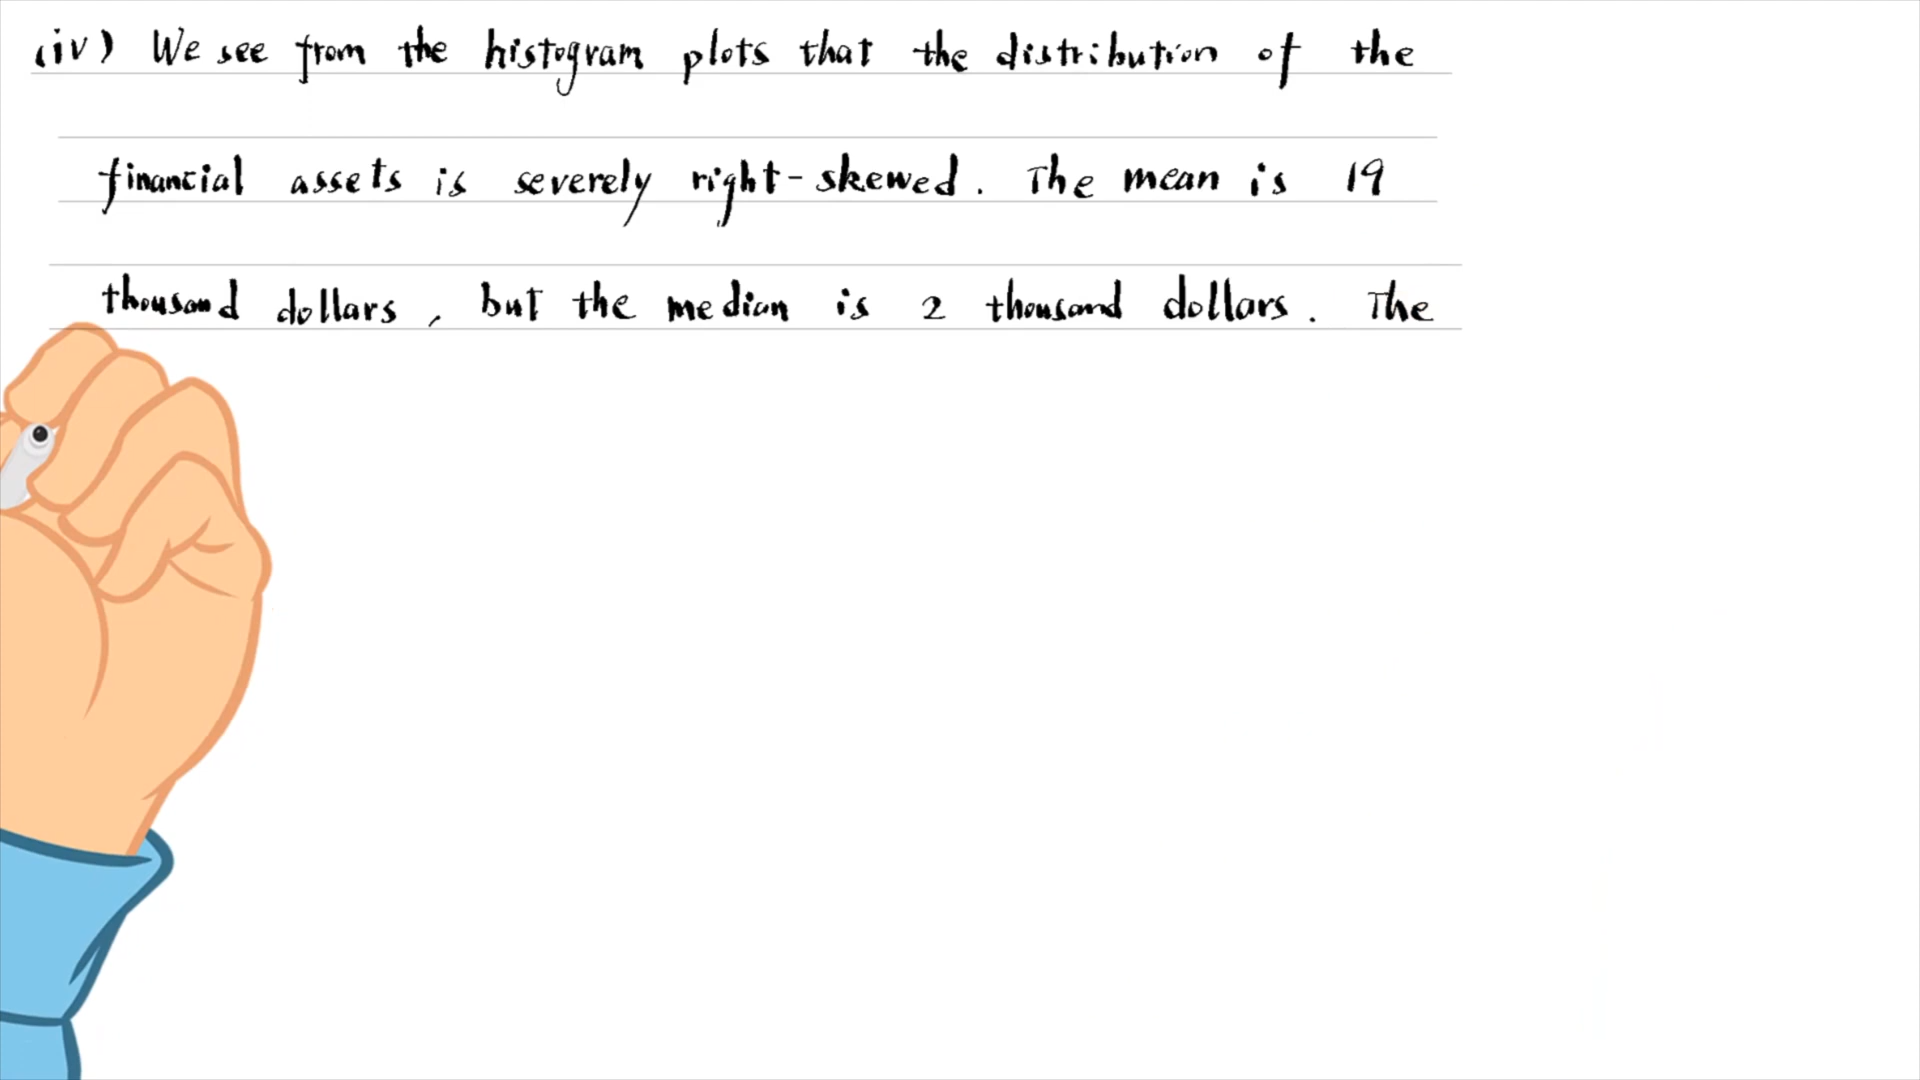 (iv) We see from the histogram plots that the distribution of the
financial assets is severely right-skewed. The mean is 19
thousand dollars, but the median is 2 thousand dollars. The